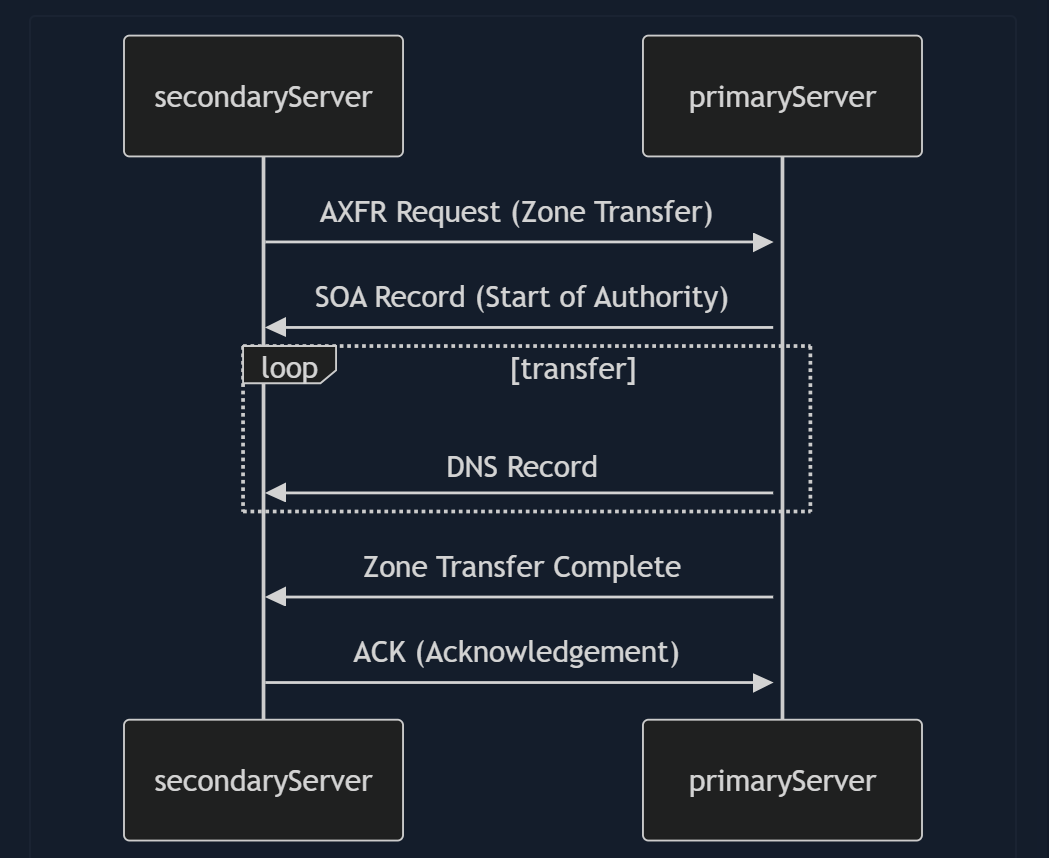 secondaryServer
primaryServer
AXFR Request (Zone Transfer)
SOA Record (Start of Authority)
loop
[transfer]
DNS Record
Zone Transfer Complete
ACK (Acknowledgement)
secondaryServer
primaryServer